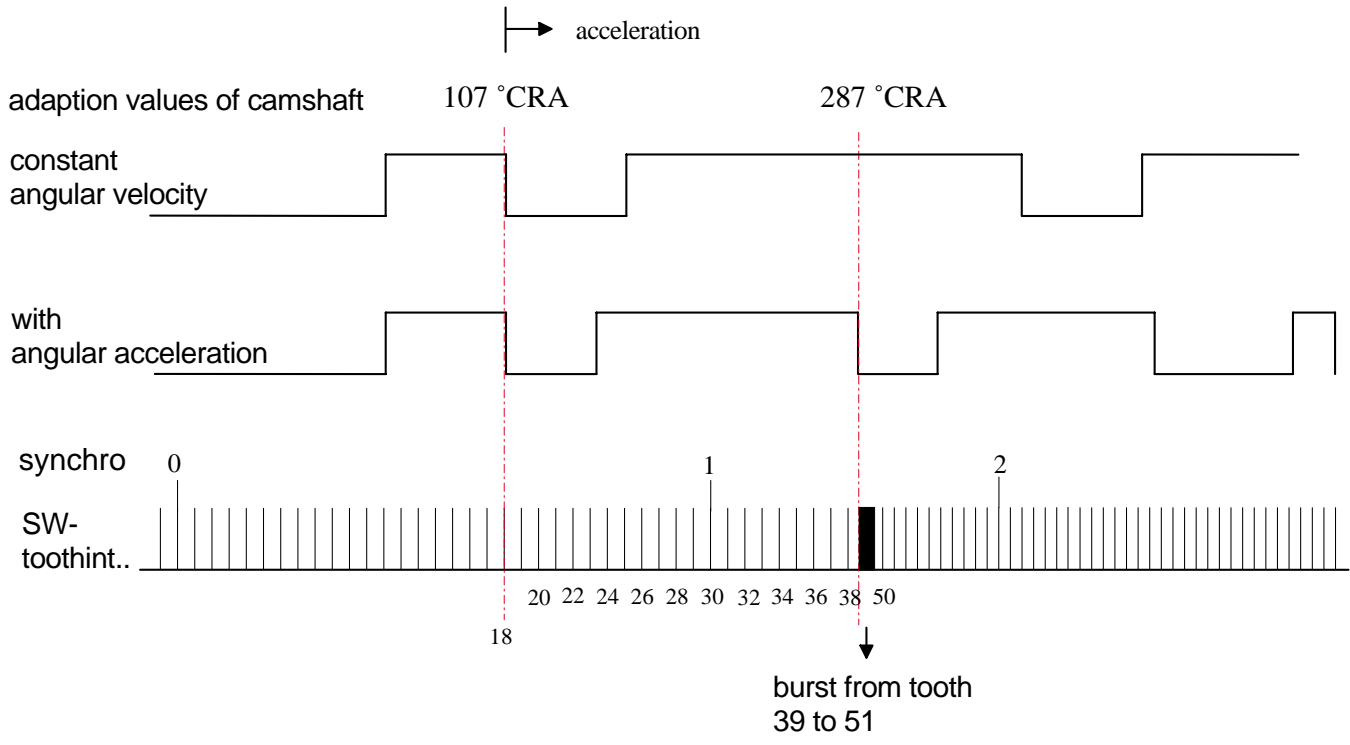 acceleration
adaption values of camshaft 107 °CRA 287 °CRA
constant
angular velocity
with
angular acceleration
synchro 0 1 2
SW-
toothint..
20 22 24 26 28 30 32 34 36 38 50
18
burst from tooth
39 to 51